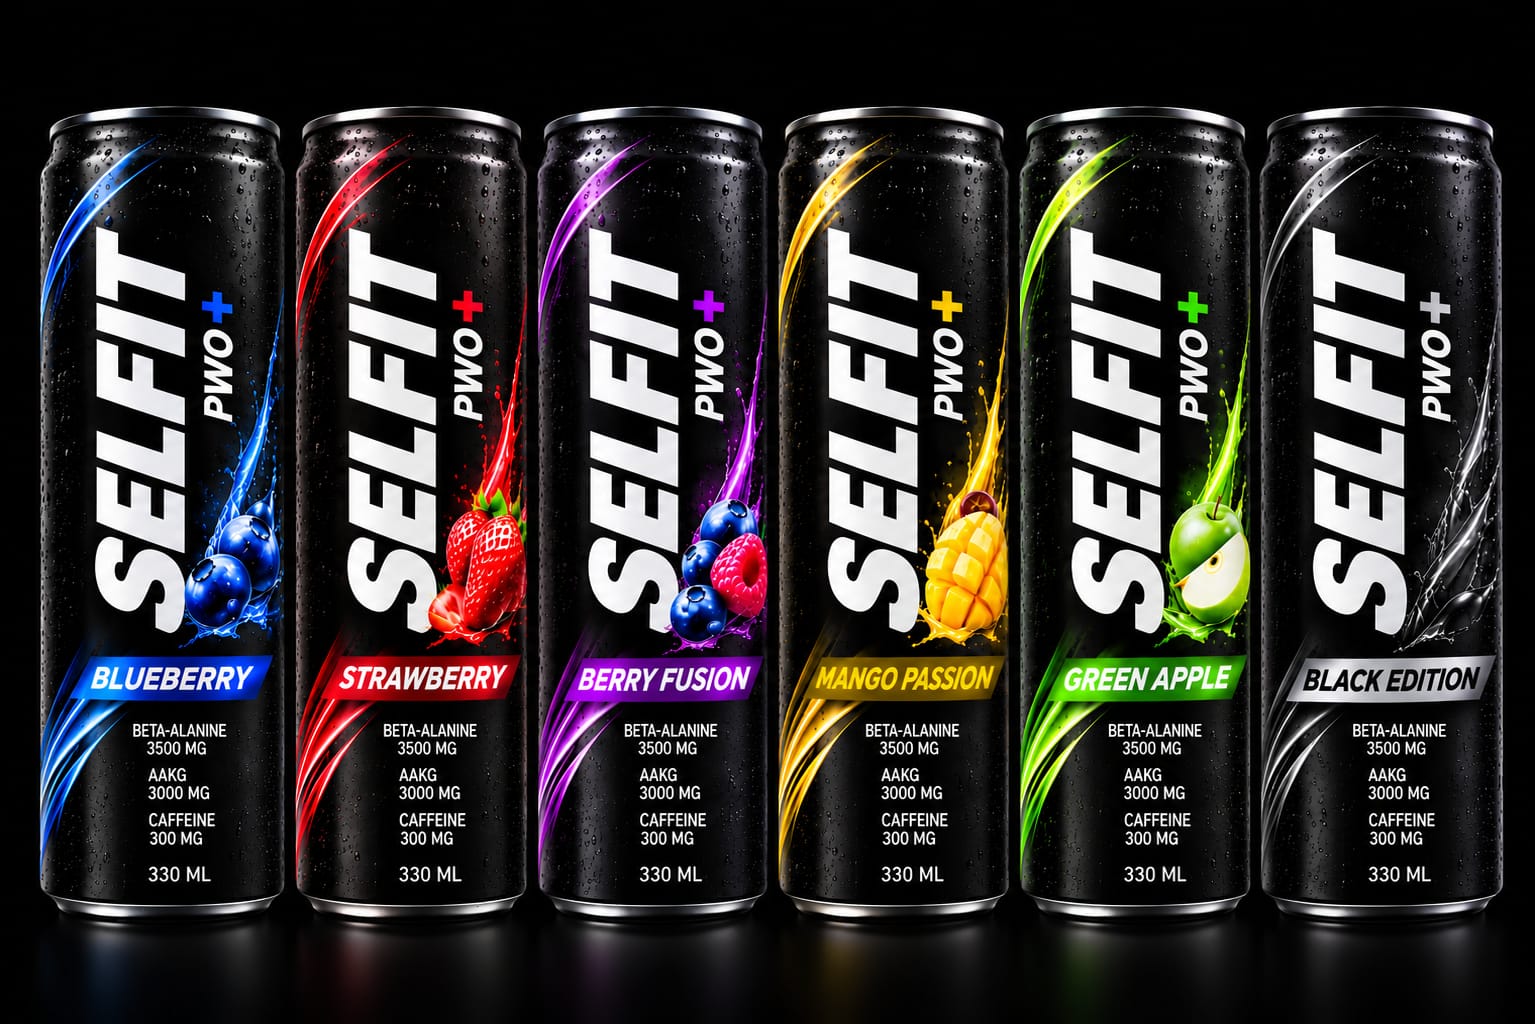 SELFIT
PWO+
BLUEBERRY
BETA-ALANINE
3500 MG
AAKG
3000 MG
CAFFEINE
300 MG
330 ML
SELFIT
PWO+
STRAWBERRY
BETA-ALANINE
3500 MG
AAKG
3000 MG
CAFFEINE
300 MG
330 ML
SELFIT
PWO+
BERRY FUSION
BETA-ALANINE
3500 MG
AAKG
3000 MG
CAFFEINE
300 MG
330 ML
SELFIT
PWO+
MANGO PASSION
BETA-ALANINE
3500 MG
AAKG
3000 MG
CAFFEINE
300 MG
330 ML
SELFIT
PWO+
GREEN APPLE
BETA-ALANINE
3500 MG
AAKG
3000 MG
CAFFEINE
300 MG
330 ML
SELFIT
PWO+
BLACK EDITION
BETA-ALANINE
3500 MG
AAKG
3000 MG
CAFFEINE
300 MG
330 ML